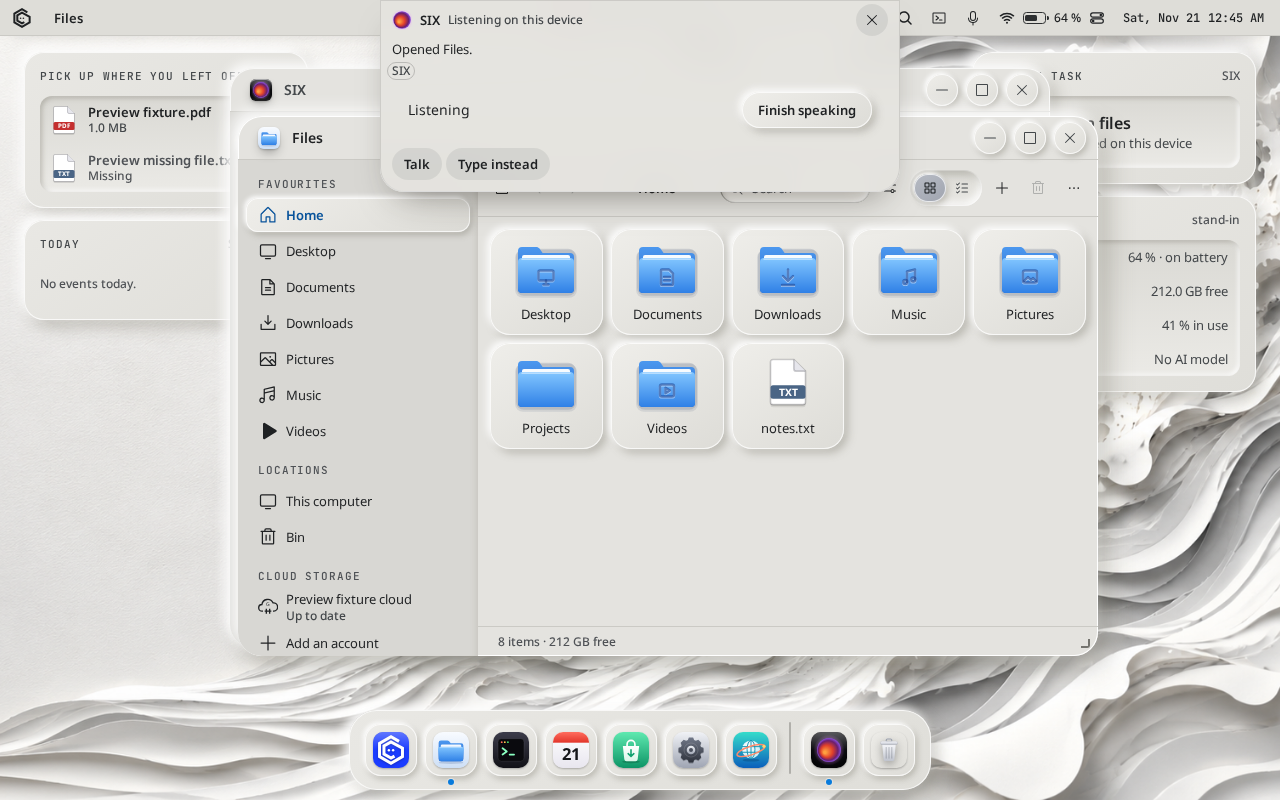 Files
SIX Listening on this device
64 %
Sat, Nov 21 12:45 AM
Opened Files.
SIX
Listening
Finish speaking
Talk
Type instead
PICK UP WHERE YOU LEFT
Preview fixture.pdf
1.0 MB
PDF
Preview missing
Missing
TXT
TODAY
No events today.
SIX
TASK
SIX
files
on this device
stand-in
64 % · on battery
212.0 GB free
41 % in use
No AI model
Files
FAVOURITES
Home
Desktop
Documents
Downloads
Pictures
Music
Videos
LOCATIONS
This computer
Bin
CLOUD STORAGE
Preview fixture cloud
Up to date
Add an account
Desktop
Documents
Downloads
Music
Pictures
Projects
Videos
TXT
notes.txt
8 items · 212 GB free
21